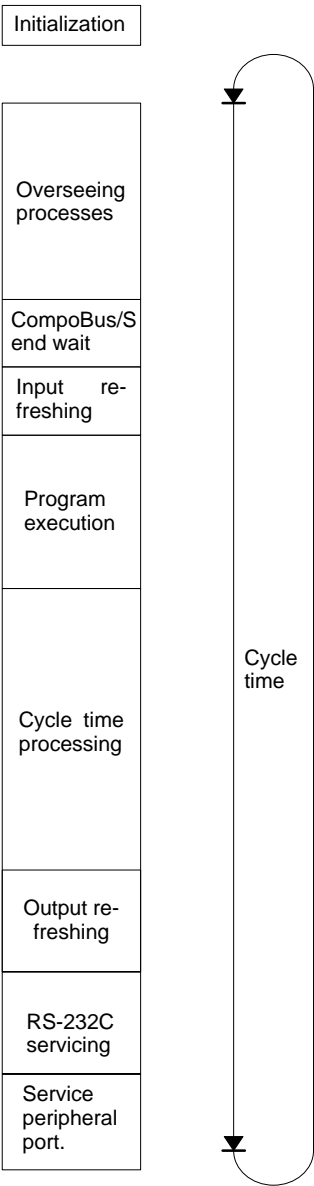 Initialization
Overseeing
processes
CompoBus/S
end wait
Input re-
freshing
Program
execution
Cycle time
processing
Output re-
freshing
RS-232C
servicing
Service
peripheral
port.
Cycle
time